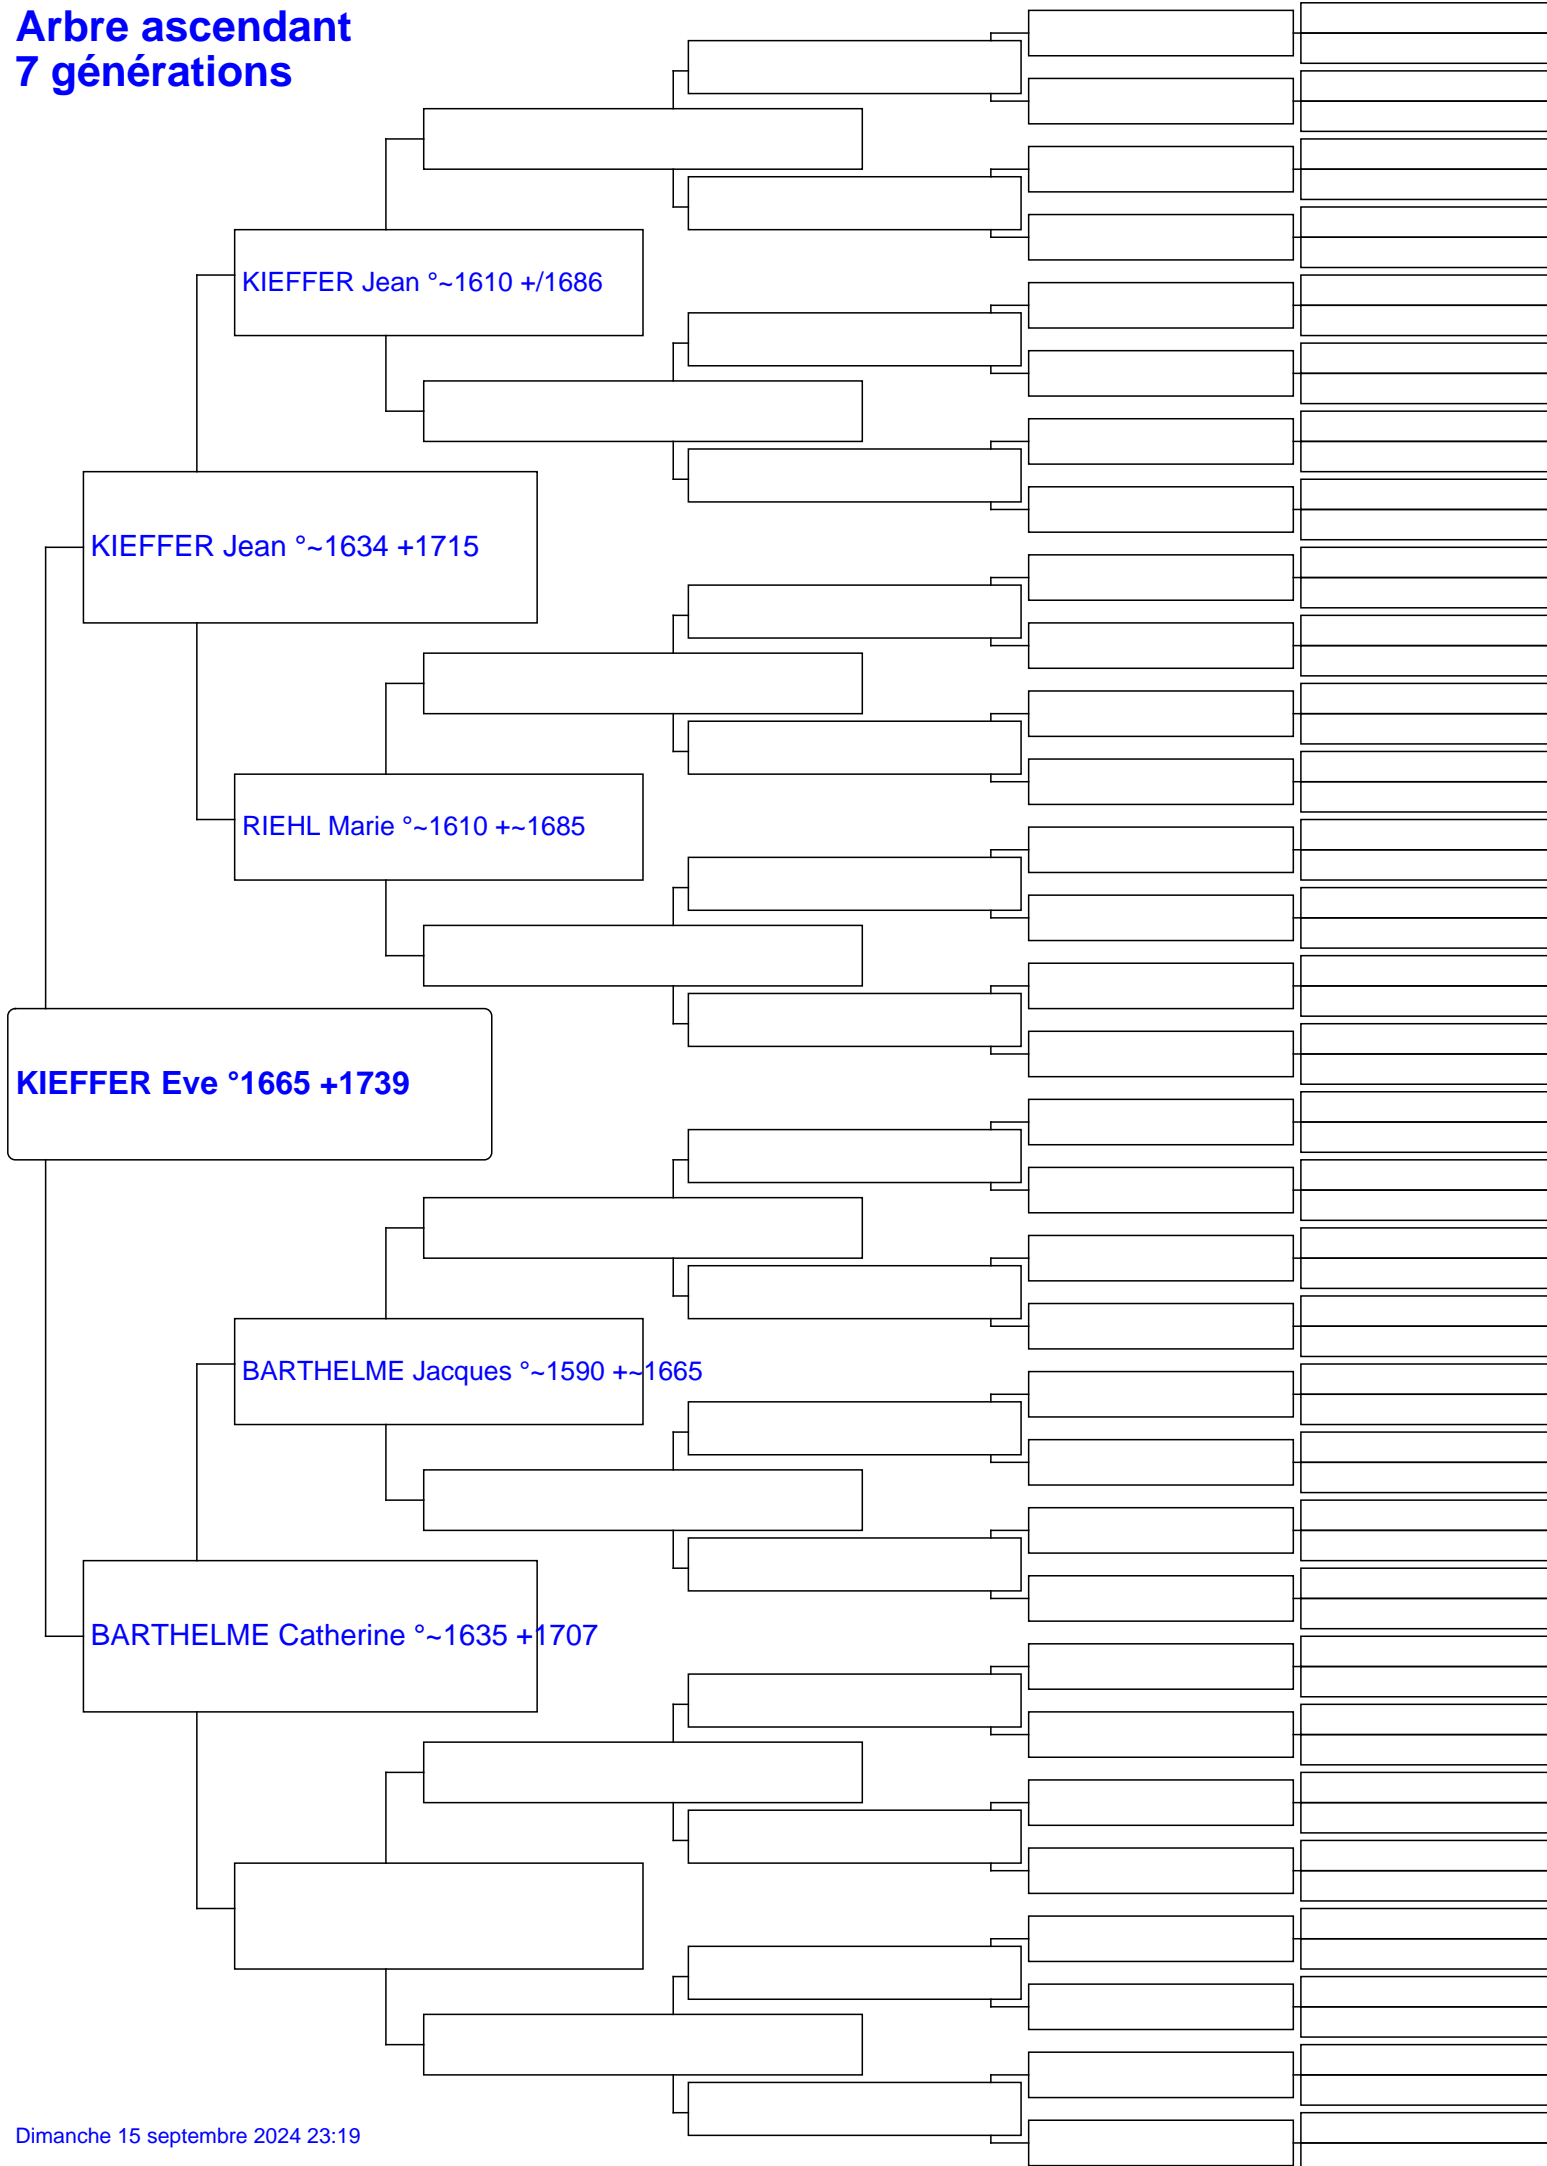 Arbre ascendant
7 générations
KIEFFER Jean °~1610 +/1686
KIEFFER Jean °~1634 +1715
RIEHL Marie °~1610 +~1685
KIEFFER Eve °1665 +1739
BARTHELME Jacques °~1590 +~1665
BARTHELME Catherine °~1635 +1707
Dimanche 15 septembre 2024 23:19